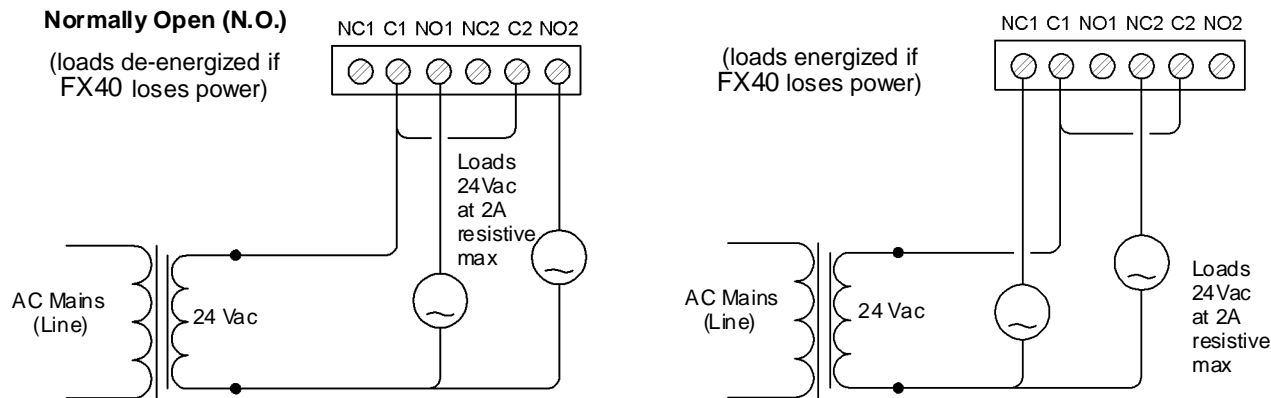 Normally Open (N.O.)
(loads de-energized if
FX40 loses power)
NC1 C1 NO1 NC2 C2 NO2
Loads
24Vac
at 2A
resistive
max
AC Mains
(Line)
24 Vac
(loads energized if
FX40 loses power)
NC1 C1 NO1 NC2 C2 NO2
AC Mains
(Line)
24 Vac
Loads
24Vac
at 2A
resistive
max